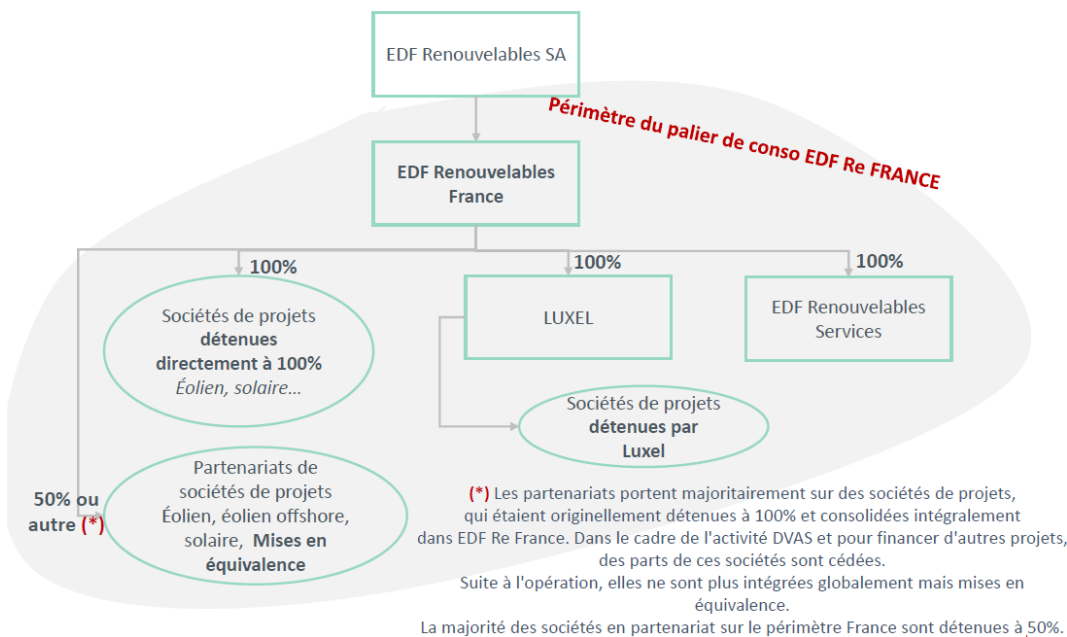 EDF Renouvelables SA
Périmètre du palier de conso EDF Re FRANCE
EDF Renouvelables
France
100%
100%
100%
Sociétés de projets
détenues
directement à 100%
Éolien, solaire...
LUXEL
EDF Renouvelables
Services
Sociétés de projets
détenues par
Luxel
50% ou
autre (*)
Partenariats de
sociétés de projets
Éolien, éolien offshore,
solaire, Mises en
équivalence
(*) Les partenariats portent majoritairement sur des sociétés de projets,
qui étaient originellement détenues à 100% et consolidées intégralement
dans EDF Re France. Dans le cadre de l'activité DVAS et pour financer d'autres projets,
des parts de ces sociétés sont cédées.
Suite à l'opération, elles ne sont plus intégrées globalement mais mises en
équivalence.
La majorité des sociétés en partenariat sur le périmètre France sont détenues à 50%.